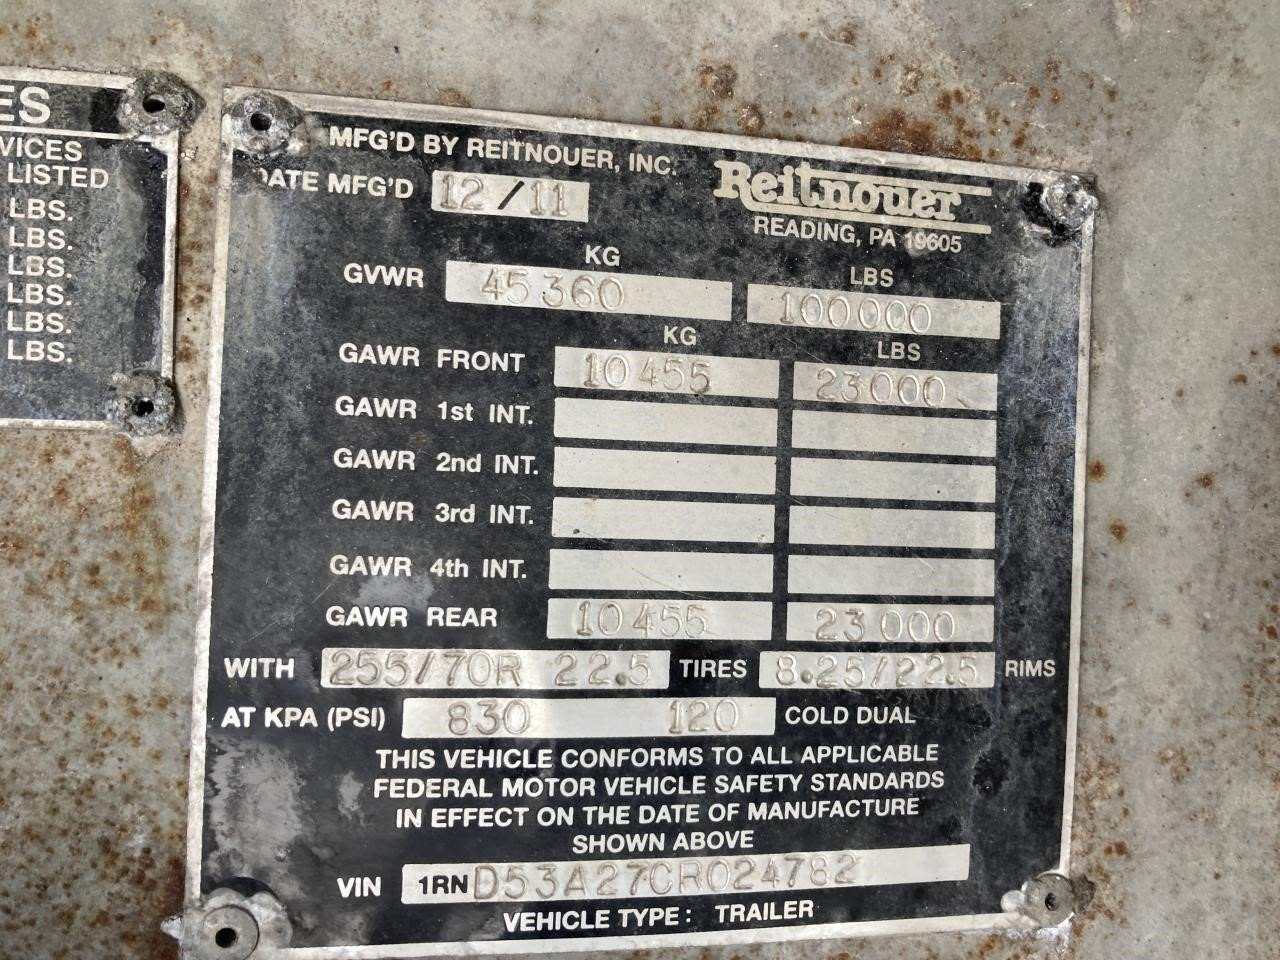 ES
VICES
LISTED
LBS.
LBS.
LBS.
LBS.
LBS.
LBS.
MFG'D BY REITNOUER, INC.
Reitnouer
DATE MFG'D 12/11
READING, PA 19605
KG LBS
GVWR 45360 100000
KG LBS
GAWR FRONT 10455 23000
GAWR 1st INT.
GAWR 2nd INT.
GAWR 3rd INT.
GAWR 4th INT.
GAWR REAR 10455 23000
WITH 255/70R 22.5 TIRES 8.25/22.5 RIMS
AT KPA (PSI) 830 120 COLD DUAL
THIS VEHICLE CONFORMS TO ALL APPLICABLE
FEDERAL MOTOR VEHICLE SAFETY STANDARDS
IN EFFECT ON THE DATE OF MANUFACTURE
SHOWN ABOVE
VIN 1RND53A27CR024782
VEHICLE TYPE: TRAILER